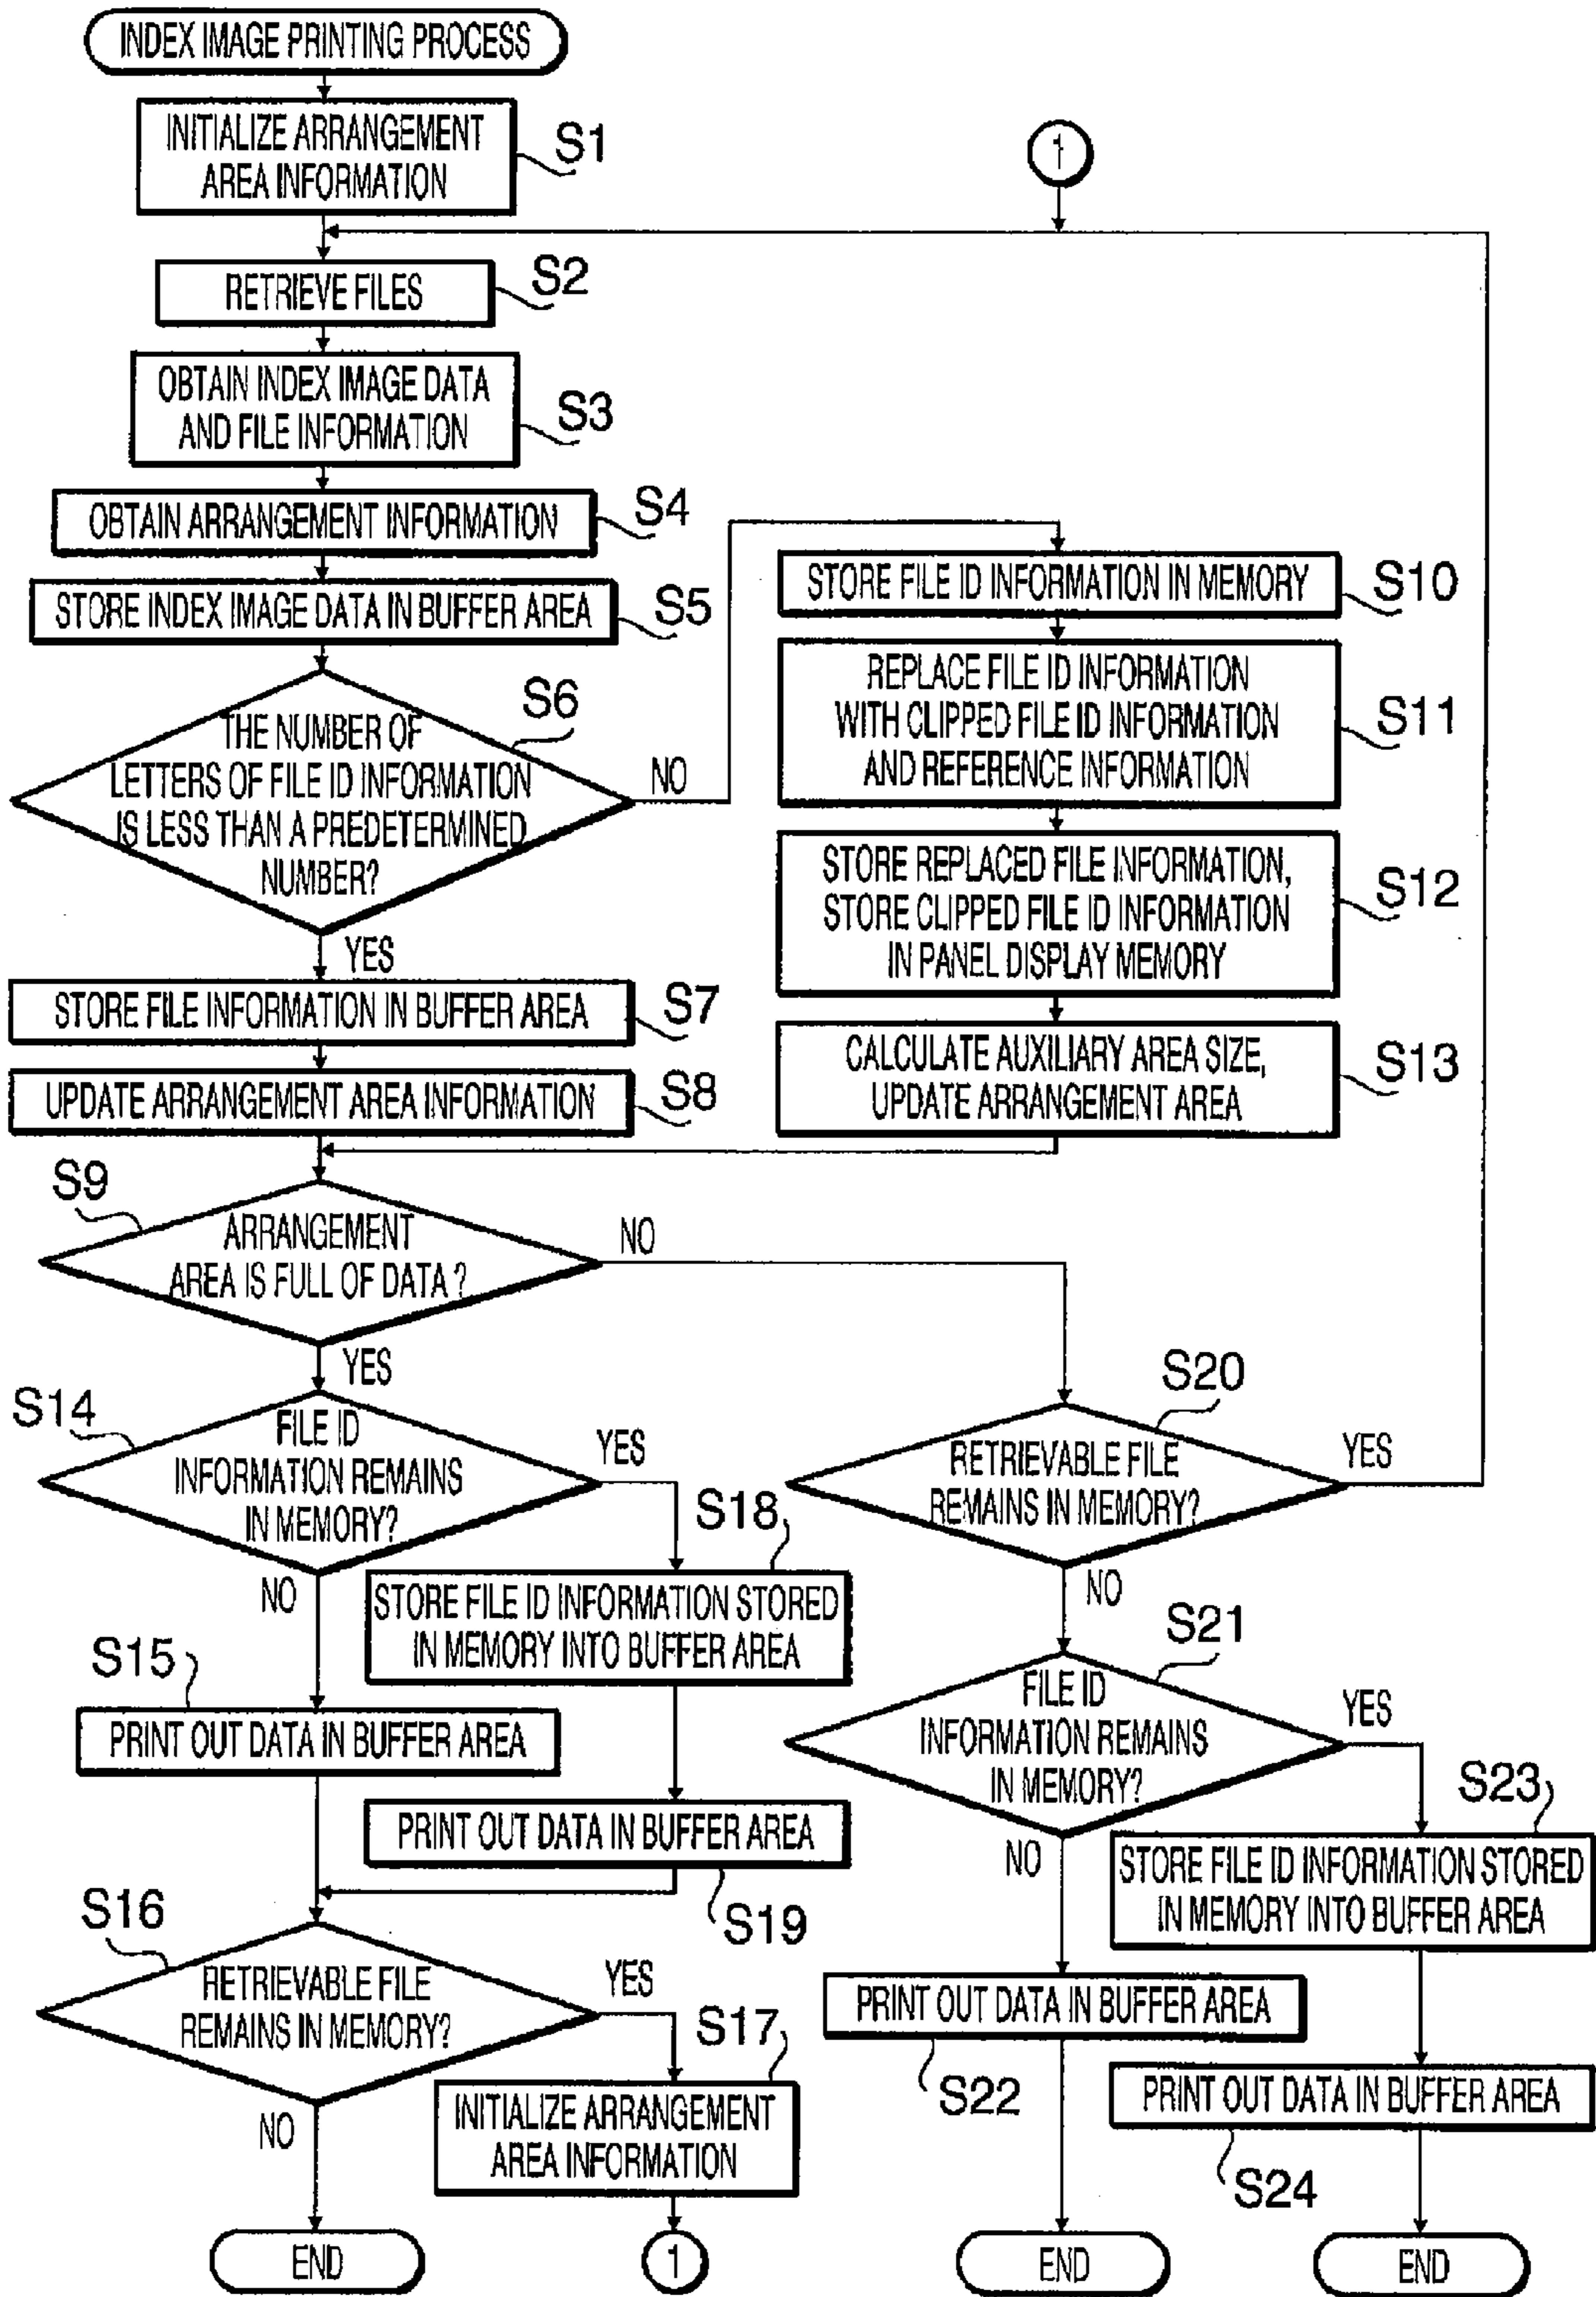 INDEX IMAGE PRINTING PROCESS
INITIALIZE ARRANGEMENT
AREA INFORMATION
S1
1
RETRIEVE FILES
S2
OBTAIN INDEX IMAGE DATA
AND FILE INFORMATION
S3
OBTAIN ARRANGEMENT INFORMATION
S4
STORE INDEX IMAGE DATA IN BUFFER AREA
S5
THE NUMBER OF
LETTERS OF FILE ID INFORMATION
IS LESS THAN A PREDETERMINED
NUMBER?
S6
NO
YES
STORE FILE INFORMATION IN BUFFER AREA
S7
UPDATE ARRANGEMENT AREA INFORMATION
S8
STORE FILE ID INFORMATION IN MEMORY
S10
REPLACE FILE ID INFORMATION
WITH CLIPPED FILE ID INFORMATION
AND REFERENCE INFORMATION
S11
STORE REPLACED FILE INFORMATION,
STORE CLIPPED FILE ID INFORMATION
IN PANEL DISPLAY MEMORY
S12
CALCULATE AUXILIARY AREA SIZE,
UPDATE ARRANGEMENT AREA
S13
S9
ARRANGEMENT
AREA IS FULL OF DATA ?
NO
YES
S14
FILE ID
INFORMATION REMAINS
IN MEMORY?
YES
NO
S18
STORE FILE ID INFORMATION STORED
IN MEMORY INTO BUFFER AREA
S15
PRINT OUT DATA IN BUFFER AREA
PRINT OUT DATA IN BUFFER AREA
S19
S16
RETRIEVABLE FILE
REMAINS IN MEMORY?
YES
NO
S17
INITIALIZE ARRANGEMENT
AREA INFORMATION
END
1
S20
RETRIEVABLE FILE
REMAINS IN MEMORY?
YES
NO
S21
FILE ID
INFORMATION REMAINS
IN MEMORY?
YES
NO
S23
STORE FILE ID INFORMATION STORED
IN MEMORY INTO BUFFER AREA
PRINT OUT DATA IN BUFFER AREA
S22
PRINT OUT DATA IN BUFFER AREA
S24
END
END